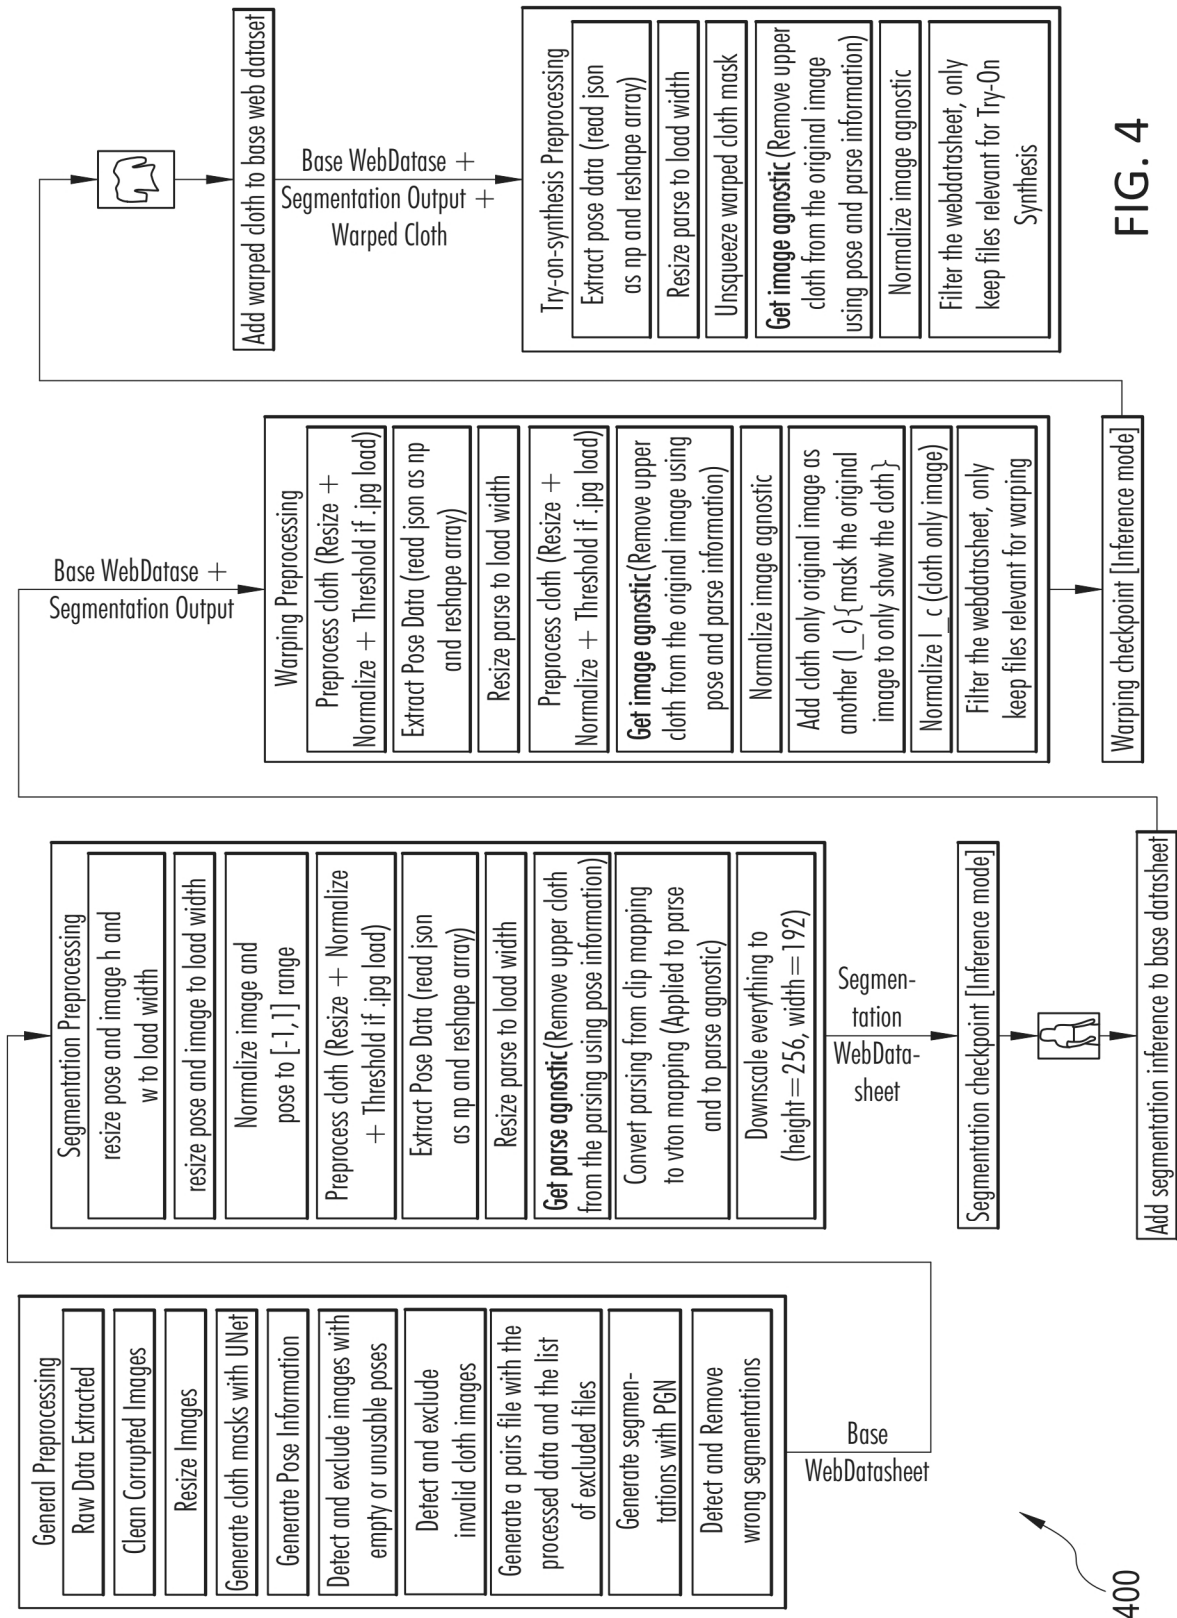 General Preprocessing
Raw Data Extracted
Clean Corrupted Images
Resize Images
Generate cloth masks with UNet
Generate Pose Information
Detect and exclude images with
empty or unusable poses
Detect and exclude
invalid cloth images
Generate a pairs file with the
processed data and the list
of excluded files
Generate segmen-
tations with PGN
Detect and Remove
wrong segmentations
Base
WebDatasheet
Segmentation Preprocessing
resize pose and image h and
w to load width
resize pose and image to load width
Normalize image and
pose to [-1,1] range
Preprocess cloth (Resize + Normalize
+ Threshold if .jpg load)
Extract Pose Data (read json
as np and reshape array)
Resize parse to load width
Get parse agnostic(Remove upper cloth
from the parsing using pose information)
Convert parsing from clip mapping
to vton mapping (Applied to parse
and to parse agnostic)
Downscale everything to
(height=256, width=192)
Segmen-
tation
WebData-
sheet
Segmentation checkpoint [Inference mode]
Add segmentation inference to base datasheet
Base WebDatase +
Segmentation Output
Warping Preprocessing
Preprocess cloth (Resize +
Normalize + Threshold if .jpg load)
Extract Pose Data (read json as np
and reshape array)
Resize parse to load width
Preprocess cloth (Resize +
Normalize + Threshold if .jpg load)
Get image agnostic(Remove upper
cloth from the original image using
pose and parse information)
Normalize image agnostic
Add cloth only original image as
another (I_c){mask the original
image to only show the cloth}
Normalize I_c (cloth only image)
Filter the webdatasheet, only
keep files relevant for warping
Warping checkpoint [Inference mode]
Add warped cloth to base web dataset
Base WebDatase +
Segmentation Output +
Warped Cloth
Try-on-synthesis Preprocessing
Extract pose data (read json
as np and reshape array)
Resize parse to load width
Unsqueeze warped cloth mask
Get image agnostic (Remove upper
cloth from the original image
using pose and parse information)
Normalize image agnostic
Filter the webdatasheet, only
keep files relevant for Try-On
Synthesis
400
FIG. 4